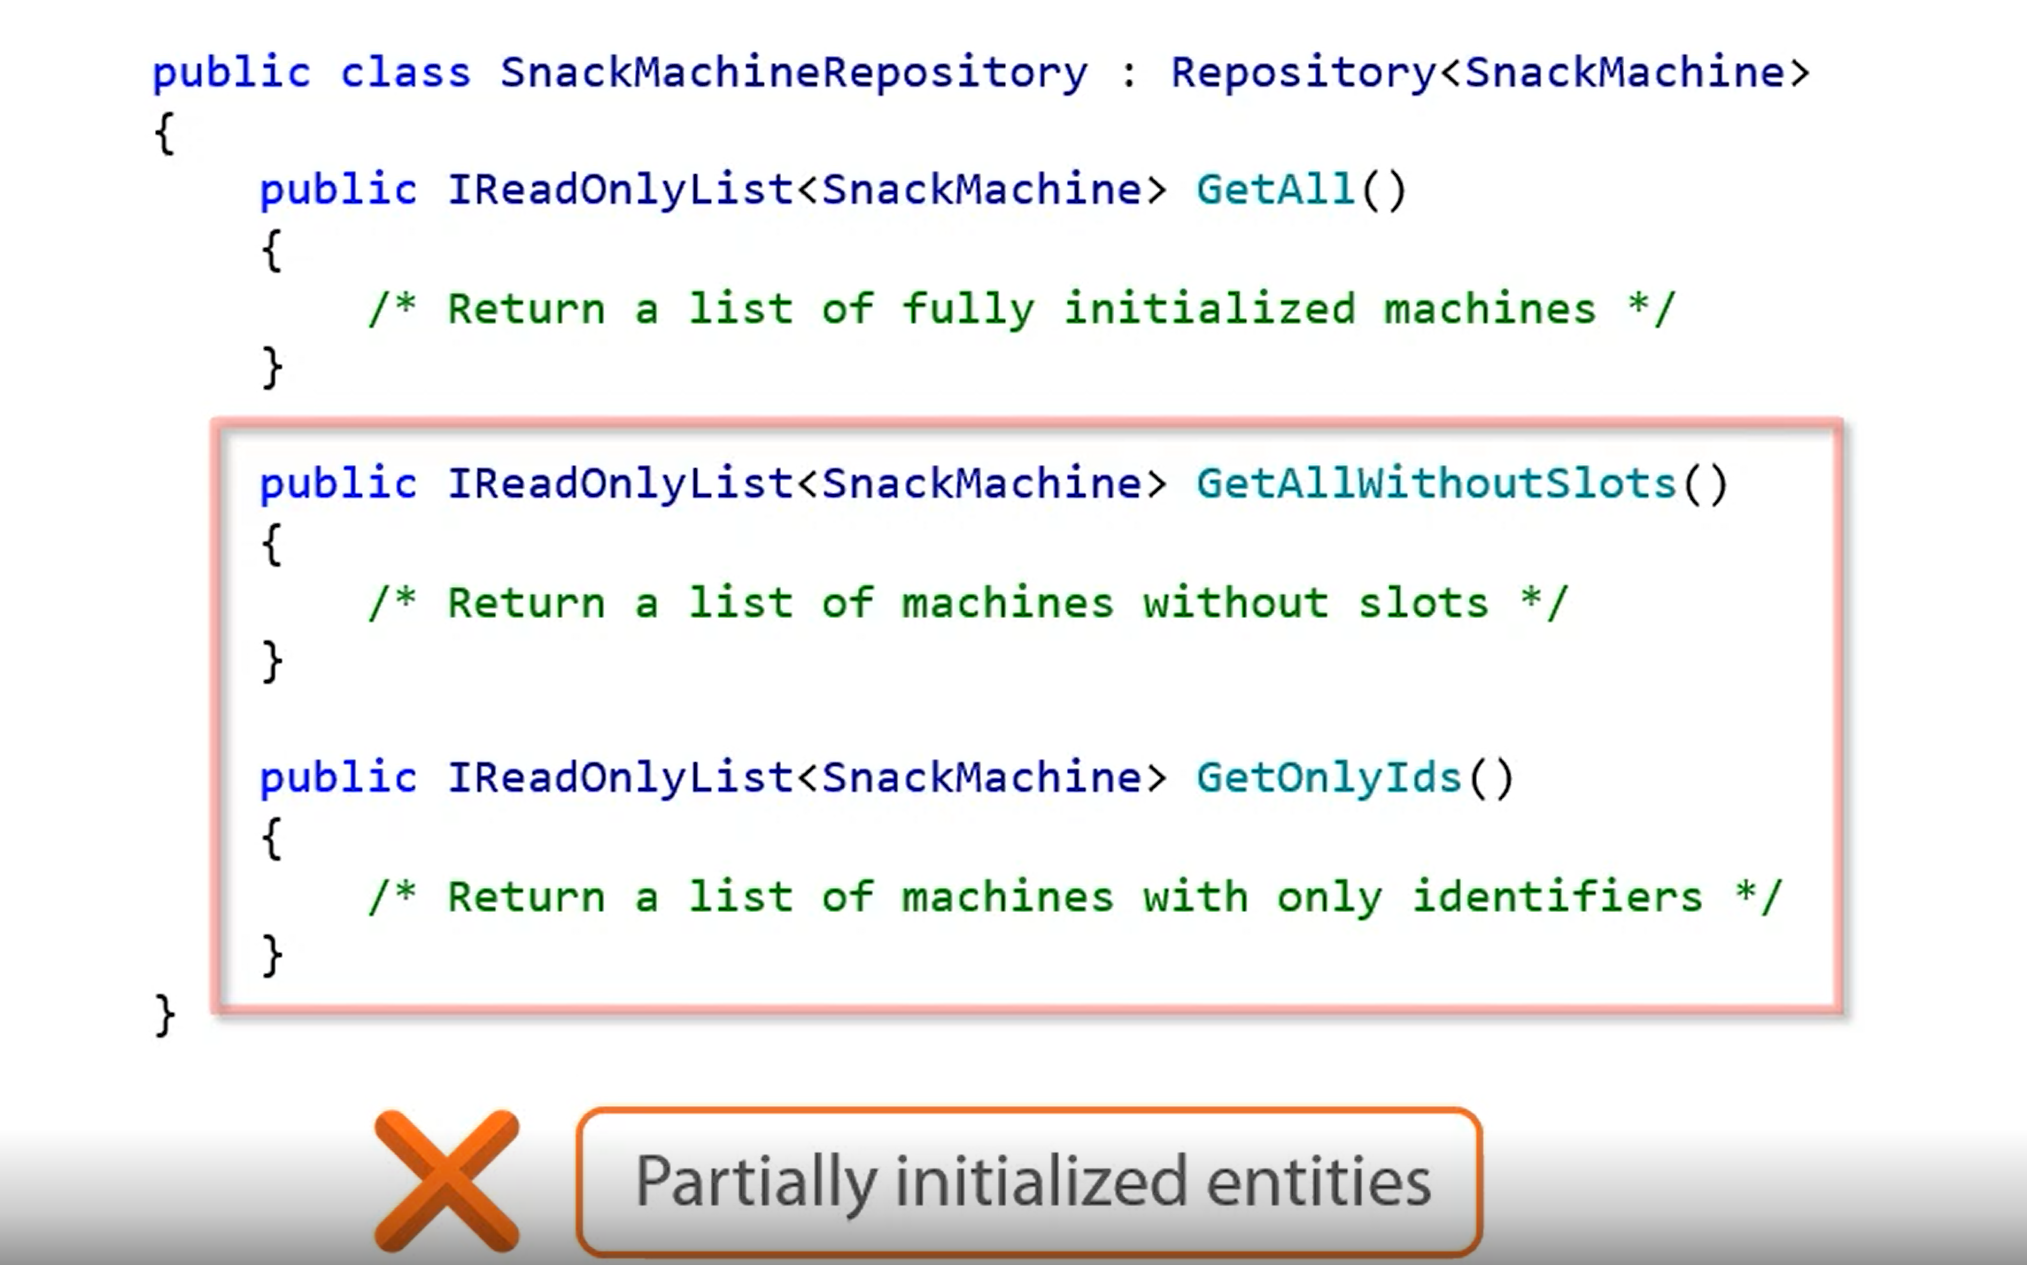 public class SnackMachineRepository : Repository<SnackMachine>
{
    public IReadOnlyList<SnackMachine> GetAll()
    {
        /* Return a list of fully initialized machines */
    }
    public IReadOnlyList<SnackMachine> GetAllWithoutSlots()
    {
        /* Return a list of machines without slots */
    }
    public IReadOnlyList<SnackMachine> GetOnlyIds()
    {
        /* Return a list of machines with only identifiers */
    }
}
Partially initialized entities